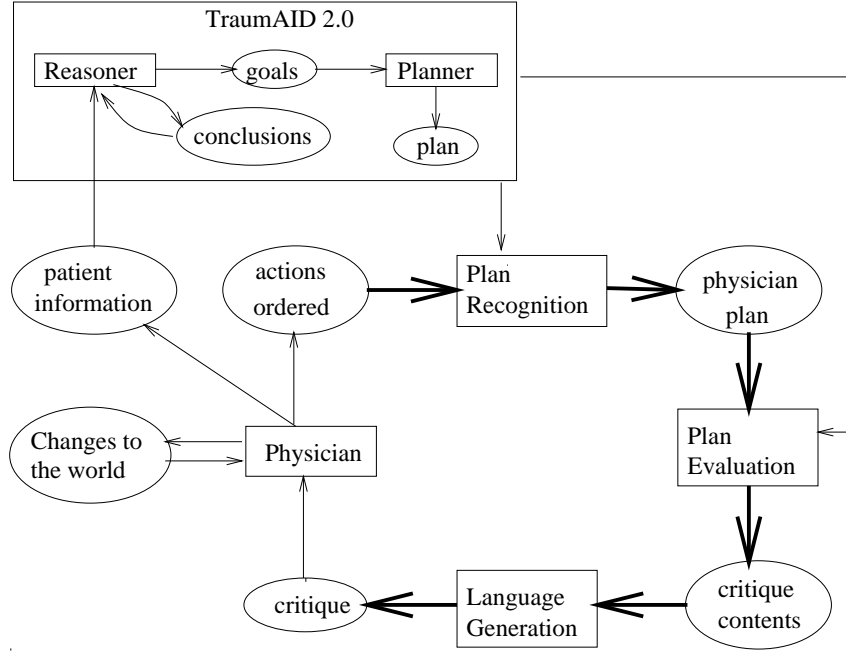 TraumAID 2.0
Reasoner
goals
Planner
conclusions
plan
patient
information
actions
ordered
Plan
Recognition
physician
plan
Changes to
the world
Physician
Plan
Evaluation
critique
Language
Generation
critique
contents